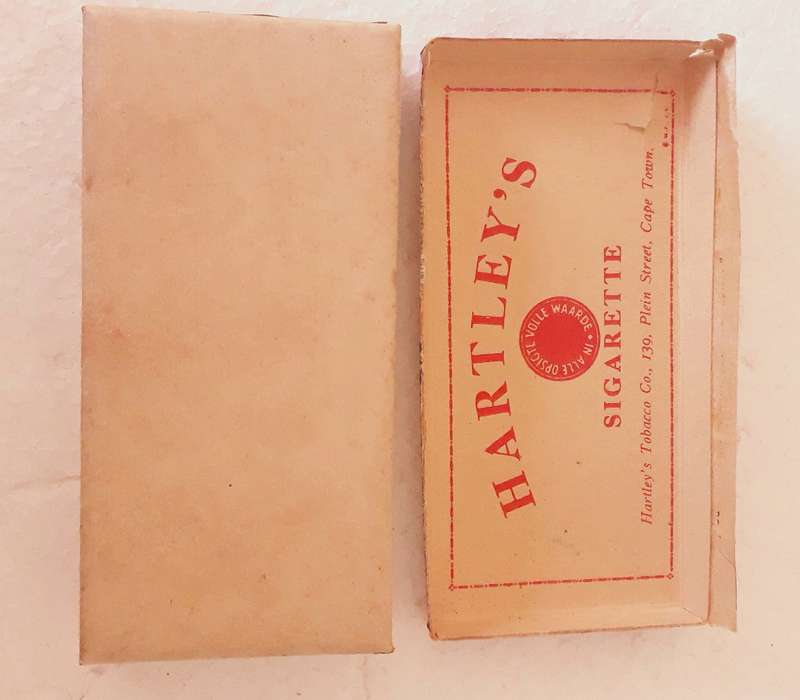 HARTLEY'S
VOLLE WAARDE • IN ALLE OPSIGTE
SIGARETTE
Hartley's Tobacco Co., 139, Plein Street, Cape Town.